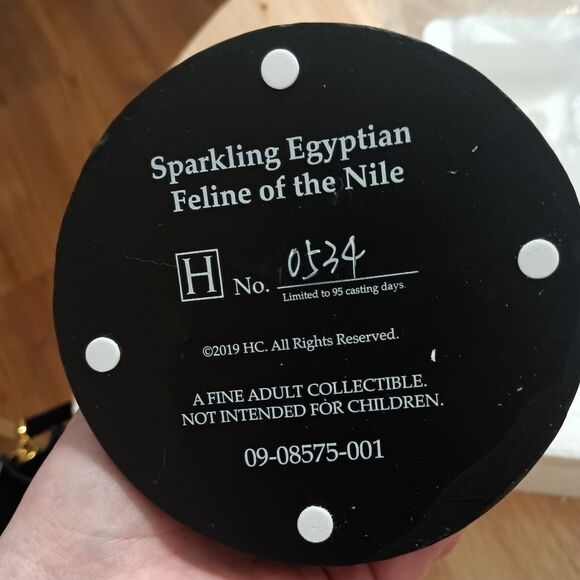 Sparkling Egyptian
Feline of the Nile
H No. 0534
Limited to 95 casting days.
©2019 HC. All Rights Reserved.
A FINE ADULT COLLECTIBLE.
NOT INTENDED FOR CHILDREN.
09-08575-001